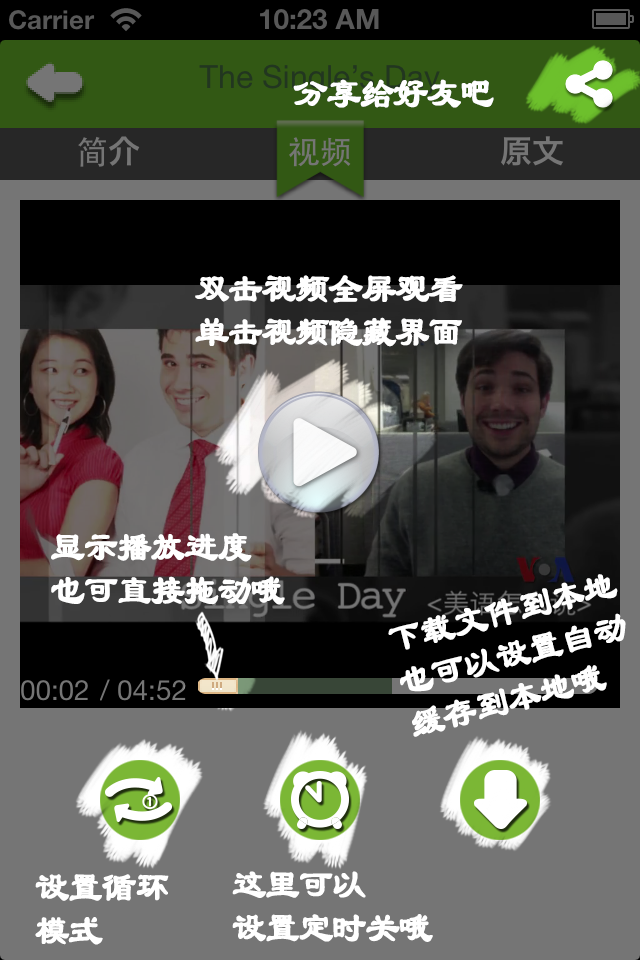 Carrier 10:23 AM
The Single's Day
分享给好友吧
简介 视频 原文
双击视频全屏观看
单击视频隐藏界面
显示播放进度
也可直接拖动哦
VOA
Single Day
<美语
下载文件到本地
也可以设置自动
缓存到本地哦
00:02 / 04:52
1
设置循环
模式
这里可以
设置定时关哦